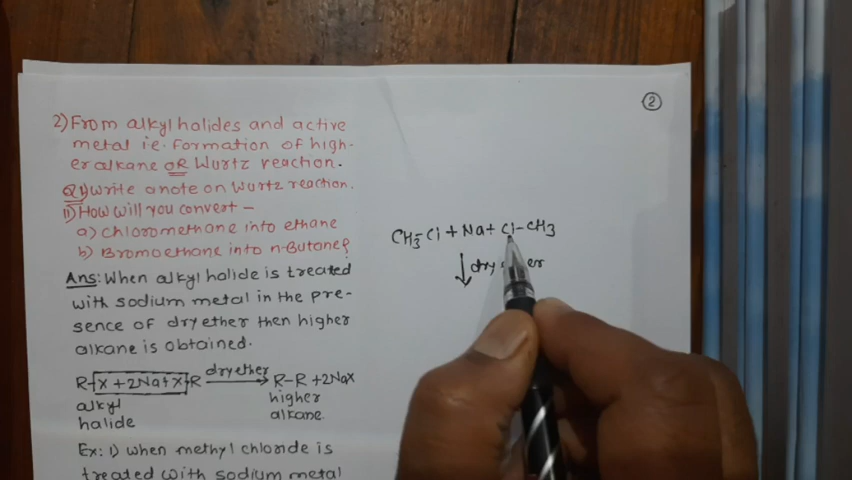 2
2) From alkyl halides and active
metal i.e. formation of high-
er alkane OR Wurtz reaction.
Q1) Write a note on Wurtz reaction.
11) How will you convert -
a) Chloromethane into ethane
b) Bromoethane into n-Butane?
Ans: When alkyl halide is treated
with sodium metal in the pre-
sence of dry ether then higher
alkane is obtained.
R-X + 2Na + X-R dry ether R-R + 2NaX
alkyl higher
halide alkane.
Ex: 1) When methyl chloride is
treated with sodium metal
CH3-Cl + Na + Cl-CH3
dry